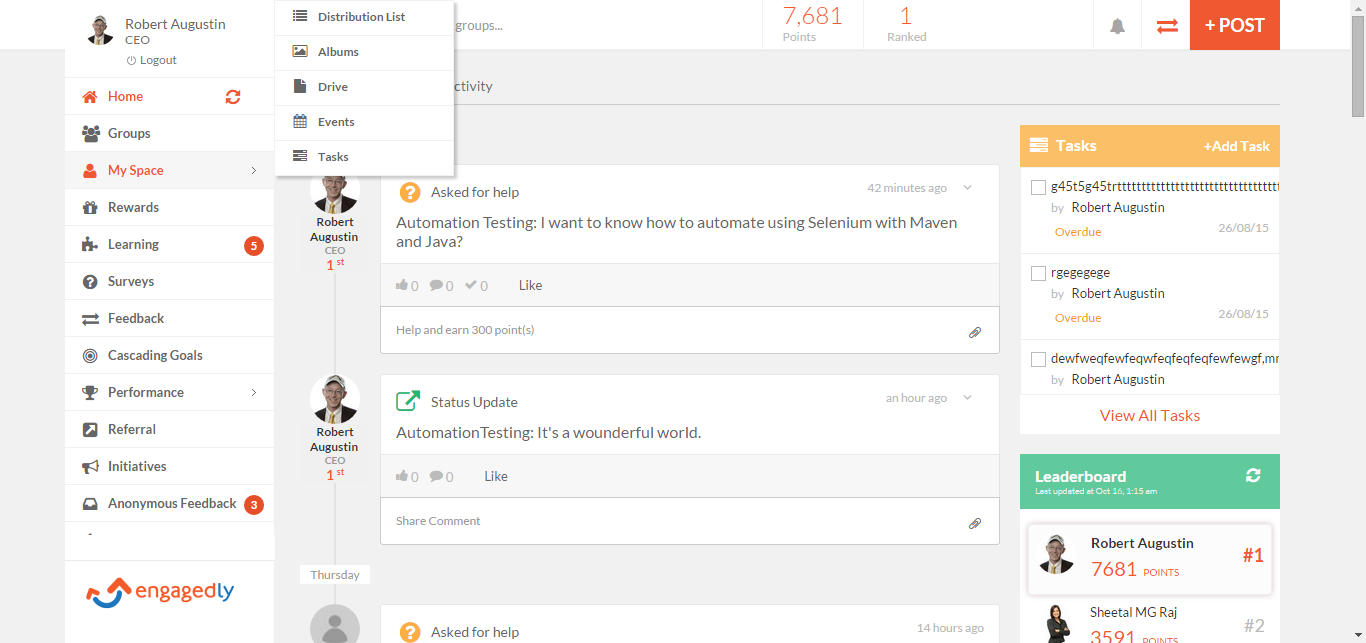 Robert Augustin
CEO
Logout
Home
Groups
My Space
Rewards
Learning 5
Surveys
Feedback
Cascading Goals
Performance
Referral
Initiatives
Anonymous Feedback 3
engagedly
Distribution List
Albums
Drive
Events
Tasks
groups...
7,681
Points
1
Ranked
+ POST
ctivity
Robert
Augustin
CEO
1 st
Asked for help
42 minutes ago
Automation Testing: I want to know how to automate using Selenium with Maven
and Java?
0 0 0 Like
Help and earn 300 point(s)
Robert
Augustin
CEO
1 st
Status Update
an hour ago
AutomationTesting: It's a wounderful world.
0 0 Like
Share Comment
Thursday
Asked for help
14 hours ago
Tasks +Add Task
by Robert Augustin
Overdue 26/08/15
rgegegege
by Robert Augustin
Overdue 26/08/15
by Robert Augustin
View All Tasks
Leaderboard
Last updated at Oct 16, 1:15 am
Robert Augustin
7681 POINTS
#1
Sheetal MG Raj
3591 POINTS
#2